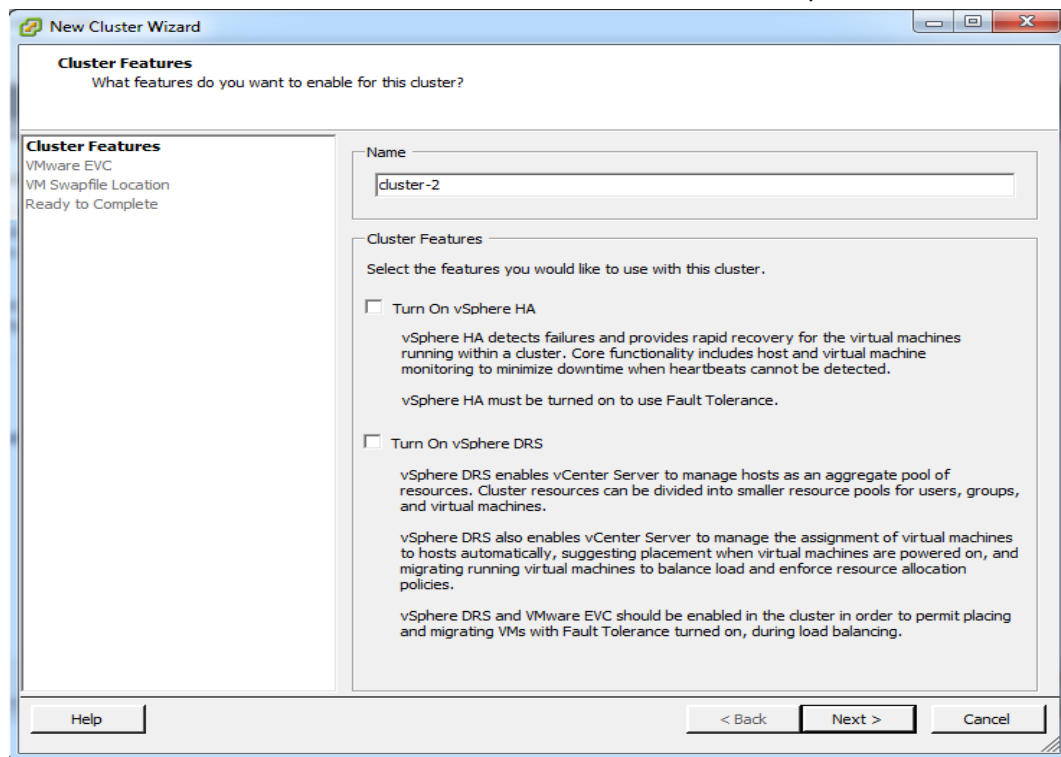 New Cluster Wizard
Cluster Features
What features do you want to enable for this cluster?
Cluster Features
VMware EVC
VM Swapfile Location
Ready to Complete
Name
cluster-2
Cluster Features
Select the features you would like to use with this cluster.
Turn On vSphere HA
vSphere HA detects failures and provides rapid recovery for the virtual machines
running within a cluster. Core functionality includes host and virtual machine
monitoring to minimize downtime when heartbeats cannot be detected.
vSphere HA must be turned on to use Fault Tolerance.
Turn On vSphere DRS
vSphere DRS enables vCenter Server to manage hosts as an aggregate pool of
resources. Cluster resources can be divided into smaller resource pools for users, groups,
and virtual machines.
vSphere DRS also enables vCenter Server to manage the assignment of virtual machines
to hosts automatically, suggesting placement when virtual machines are powered on, and
migrating running virtual machines to balance load and enforce resource allocation
policies.
vSphere DRS and VMware EVC should be enabled in the cluster in order to permit placing
and migrating VMs with Fault Tolerance turned on, during load balancing.
Help
< Back
Next >
Cancel